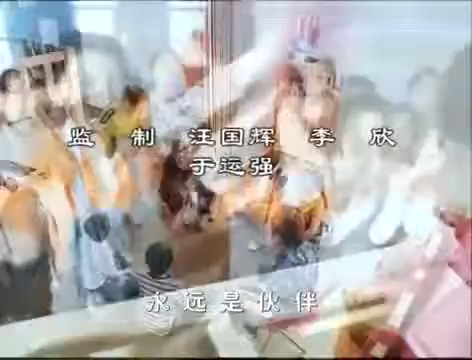 监 制 汪国辉 李 欣
于运强
永远是伙伴